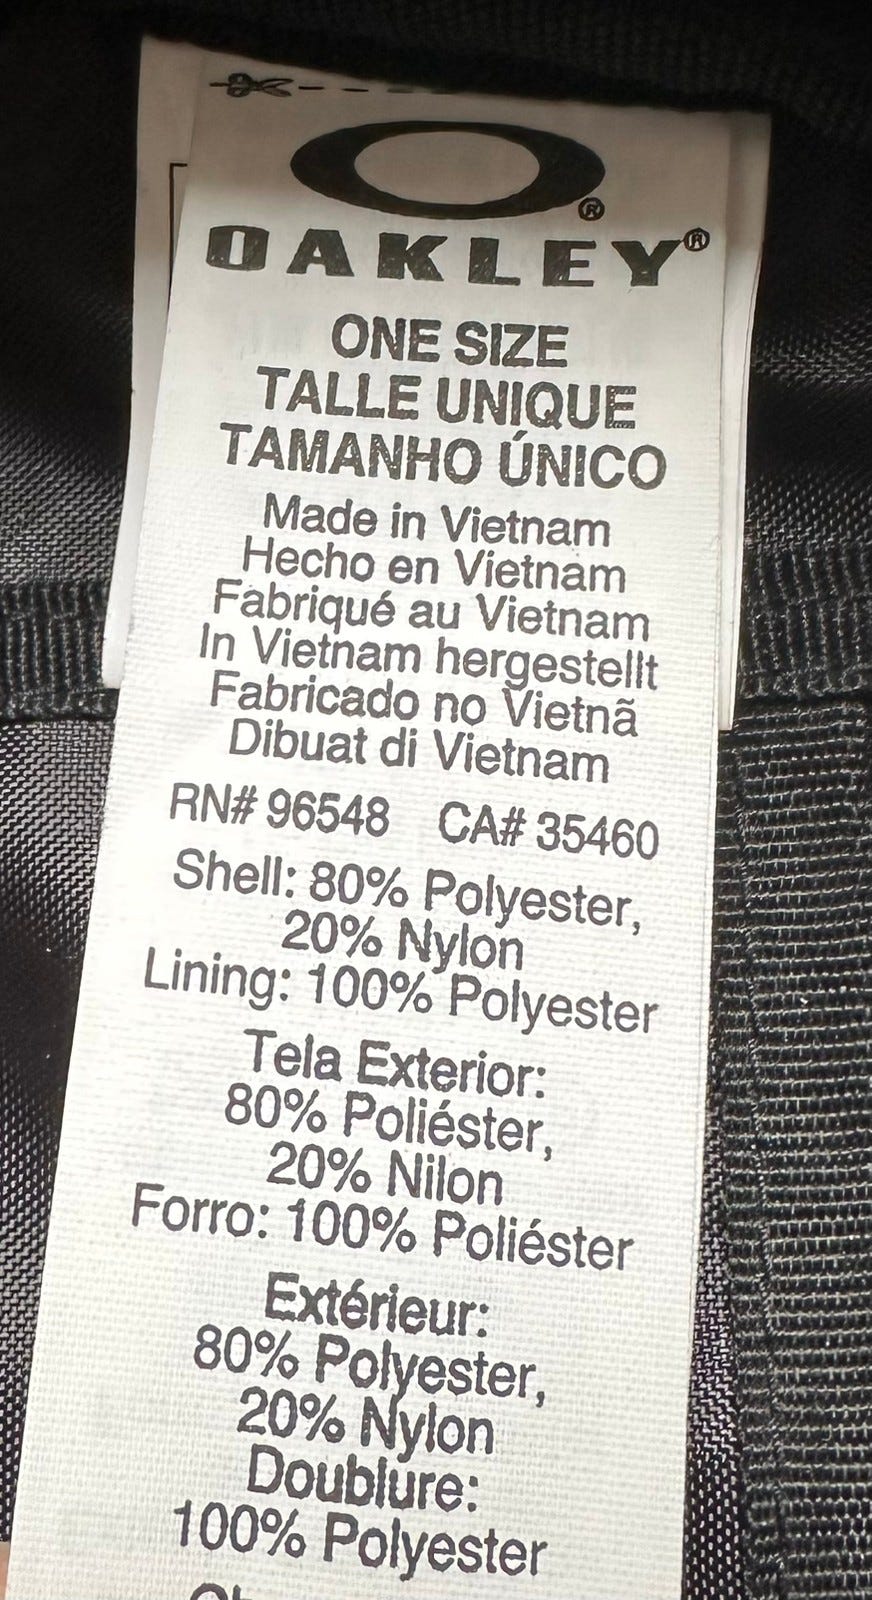 OAKLEY®
ONE SIZE
TALLE UNIQUE
TAMANHO ÚNICO
Made in Vietnam
Hecho en Vietnam
Fabriqué au Vietnam
In Vietnam hergestellt
Fabricado no Vietnã
Dibuat di Vietnam
RN# 96548 CA# 35460
Shell: 80% Polyester,
20% Nylon
Lining: 100% Polyester
Tela Exterior:
80% Poliéster,
20% Nilon
Forro: 100% Poliéster
Extérieur:
80% Polyester,
20% Nylon
Doublure:
100% Polyester